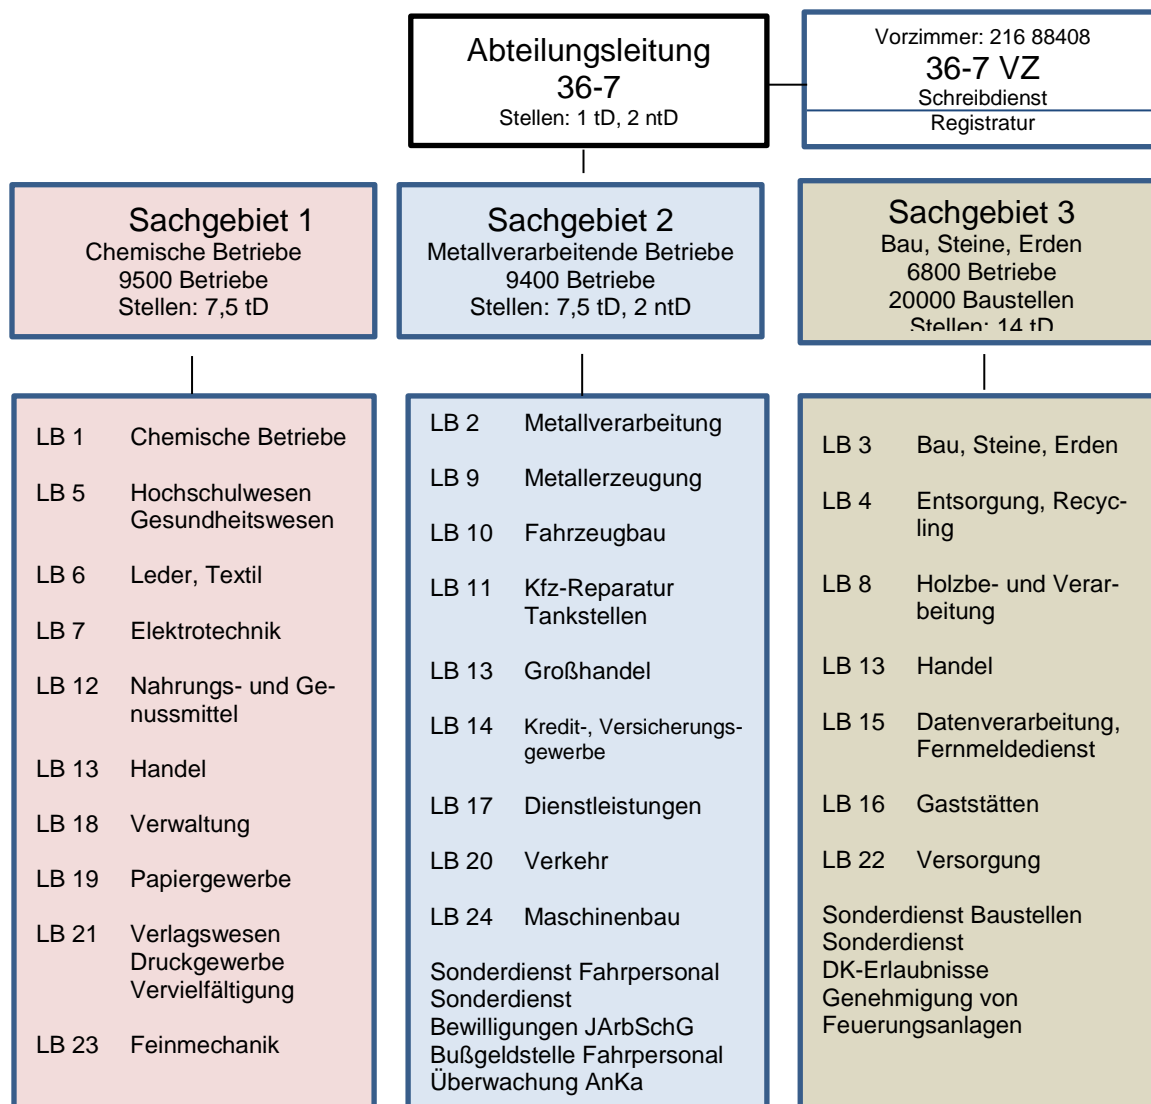 Abteilungsleitung
36-7
Stellen: 1 tD, 2 ntD
Vorzimmer: 216 88408
36-7 VZ
Schreibdienst
Registratur
Sachgebiet 1
Chemische Betriebe
9500 Betriebe
Stellen: 7,5 tD
Sachgebiet 2
Metallverarbeitende Betriebe
9400 Betriebe
Stellen: 7,5 tD, 2 ntD
Sachgebiet 3
Bau, Steine, Erden
6800 Betriebe
20000 Baustellen
Stellen: 14 tD
LB 1 Chemische Betriebe
LB 5 Hochschulwesen
Gesundheitswesen
LB 6 Leder, Textil
LB 7 Elektrotechnik
LB 12 Nahrungs- und Ge-
nussmittel
LB 13 Handel
LB 18 Verwaltung
LB 19 Papiergewerbe
LB 21 Verlagswesen
Druckgewerbe
Vervielfältigung
LB 23 Feinmechanik
LB 2 Metallverarbeitung
LB 9 Metallerzeugung
LB 10 Fahrzeugbau
LB 11 Kfz-Reparatur
Tankstellen
LB 13 Großhandel
LB 14 Kredit-, Versicherungs-
gewerbe
LB 17 Dienstleistungen
LB 20 Verkehr
LB 24 Maschinenbau
Sonderdienst Fahrpersonal
Sonderdienst
Bewilligungen JArbSchG
Bußgeldstelle Fahrpersonal
Überwachung AnKa
LB 3 Bau, Steine, Erden
LB 4 Entsorgung, Recyc-
ling
LB 8 Holzbe- und Verar-
beitung
LB 13 Handel
LB 15 Datenverarbeitung,
Fernmeldedienst
LB 16 Gaststätten
LB 22 Versorgung
Sonderdienst Baustellen
Sonderdienst
DK-Erlaubnisse
Genehmigung von
Feuerungsanlagen